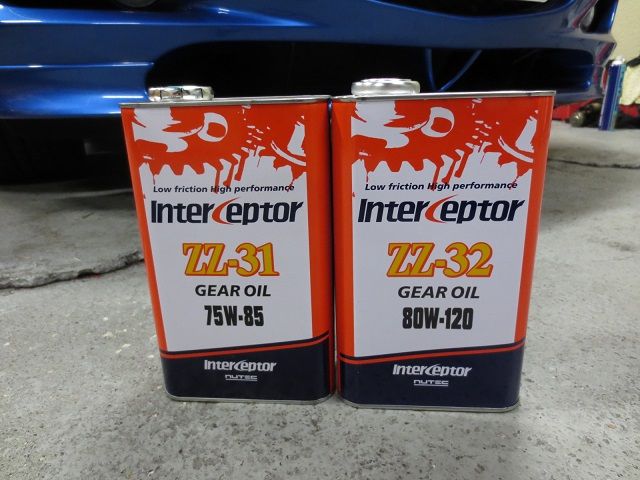 Low friction High performance
Interceptor
ZZ-31
GEAR OIL
75W-85
Interceptor
NUTEC
Low friction High performance
Interceptor
ZZ-32
GEAR OIL
80W-120
Interceptor
NUTEC